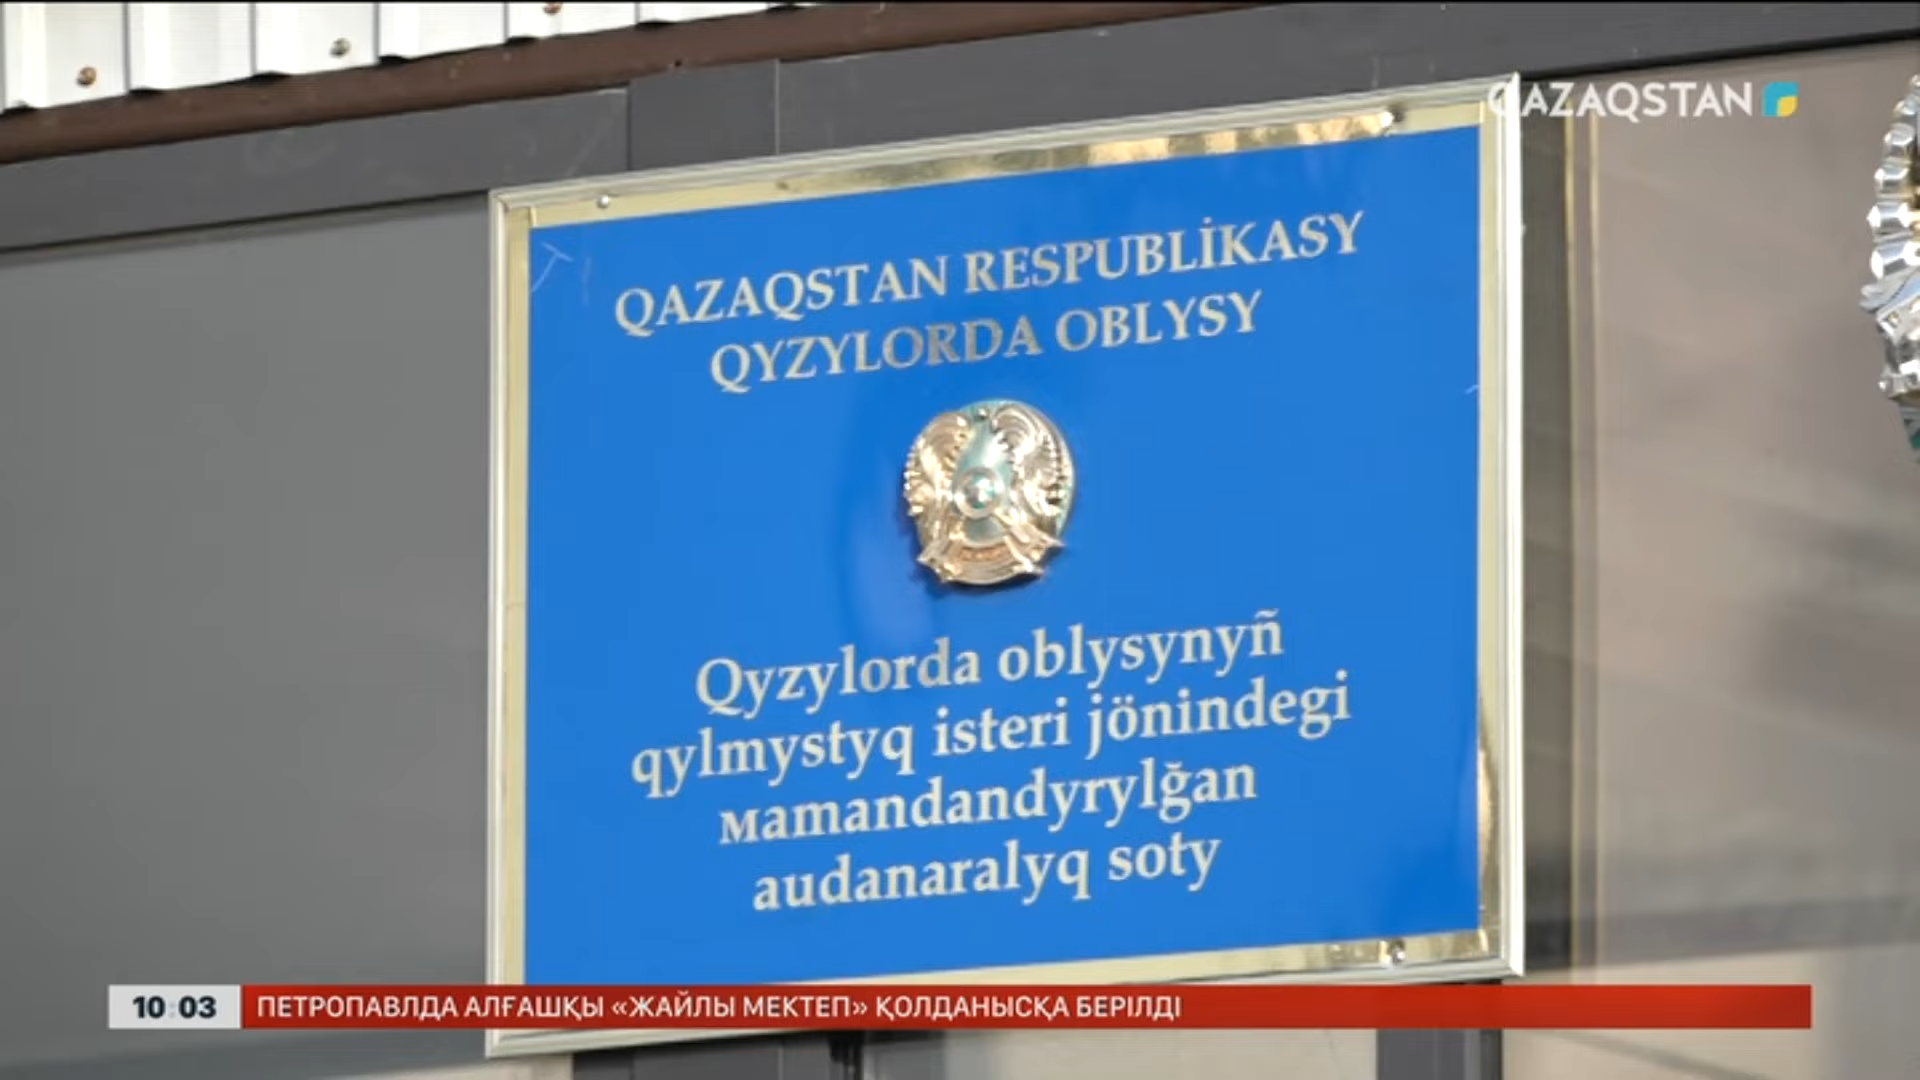 QAZAQSTAN
QAZAQSTAN RESPUBLİKASY
QYZYLORDA OBLYSY
Qyzylorda oblysynyñ
qylmystyq isteri jönindegi
мamandandyrylğan
audanaralyq soty
10:03 ПЕТРОПАВЛДА АЛҒАШҚЫ «ЖАЙЛЫ МЕКТЕП» ҚОЛДАНЫСҚА БЕРІЛДІ